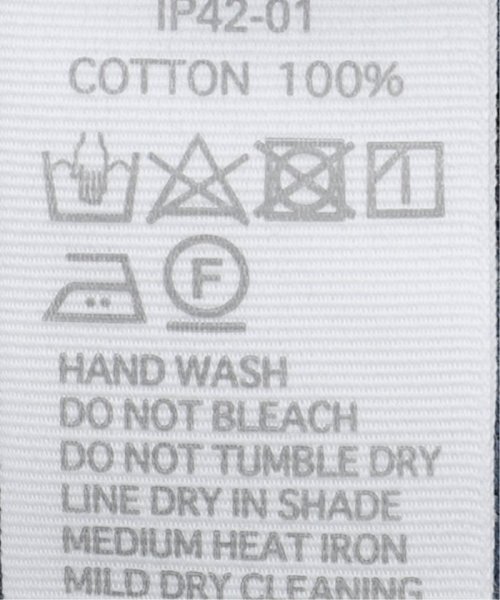 IP42-01
COTTON 100%
F
HAND WASH
DO NOT BLEACH
DO NOT TUMBLE DRY
LINE DRY IN SHADE
MEDIUM HEAT IRON
MILD DRY CLEANING